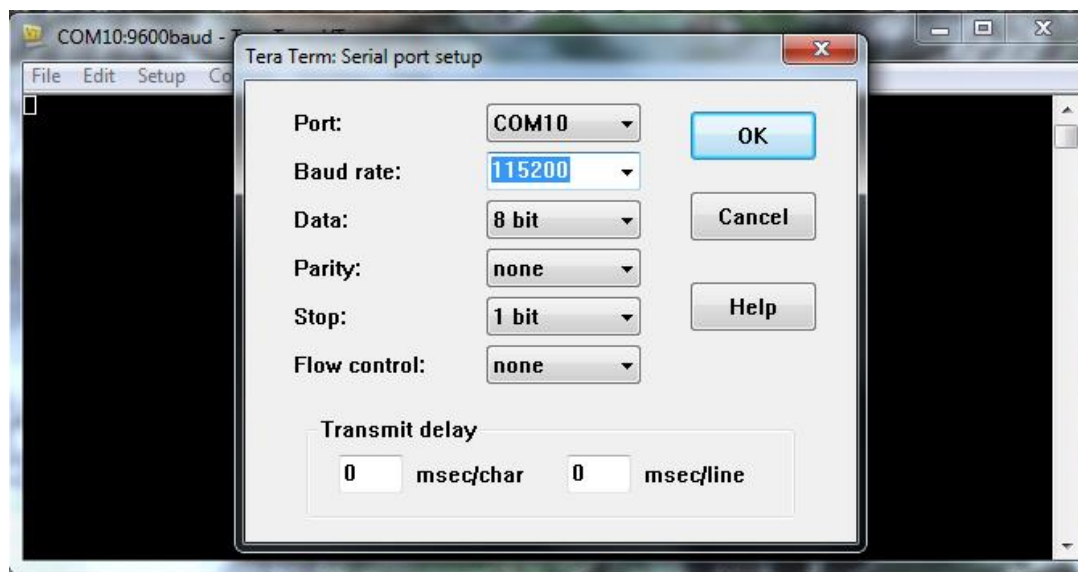 COM10:9600baud -
Tera Term: Serial port setup
File Edit Setup
Port: COM10
OK
Baud rate: 115200
Data: 8 bit
Cancel
Parity: none
Stop: 1 bit
Help
Flow control: none
Transmit delay
0 msec/char 0 msec/line